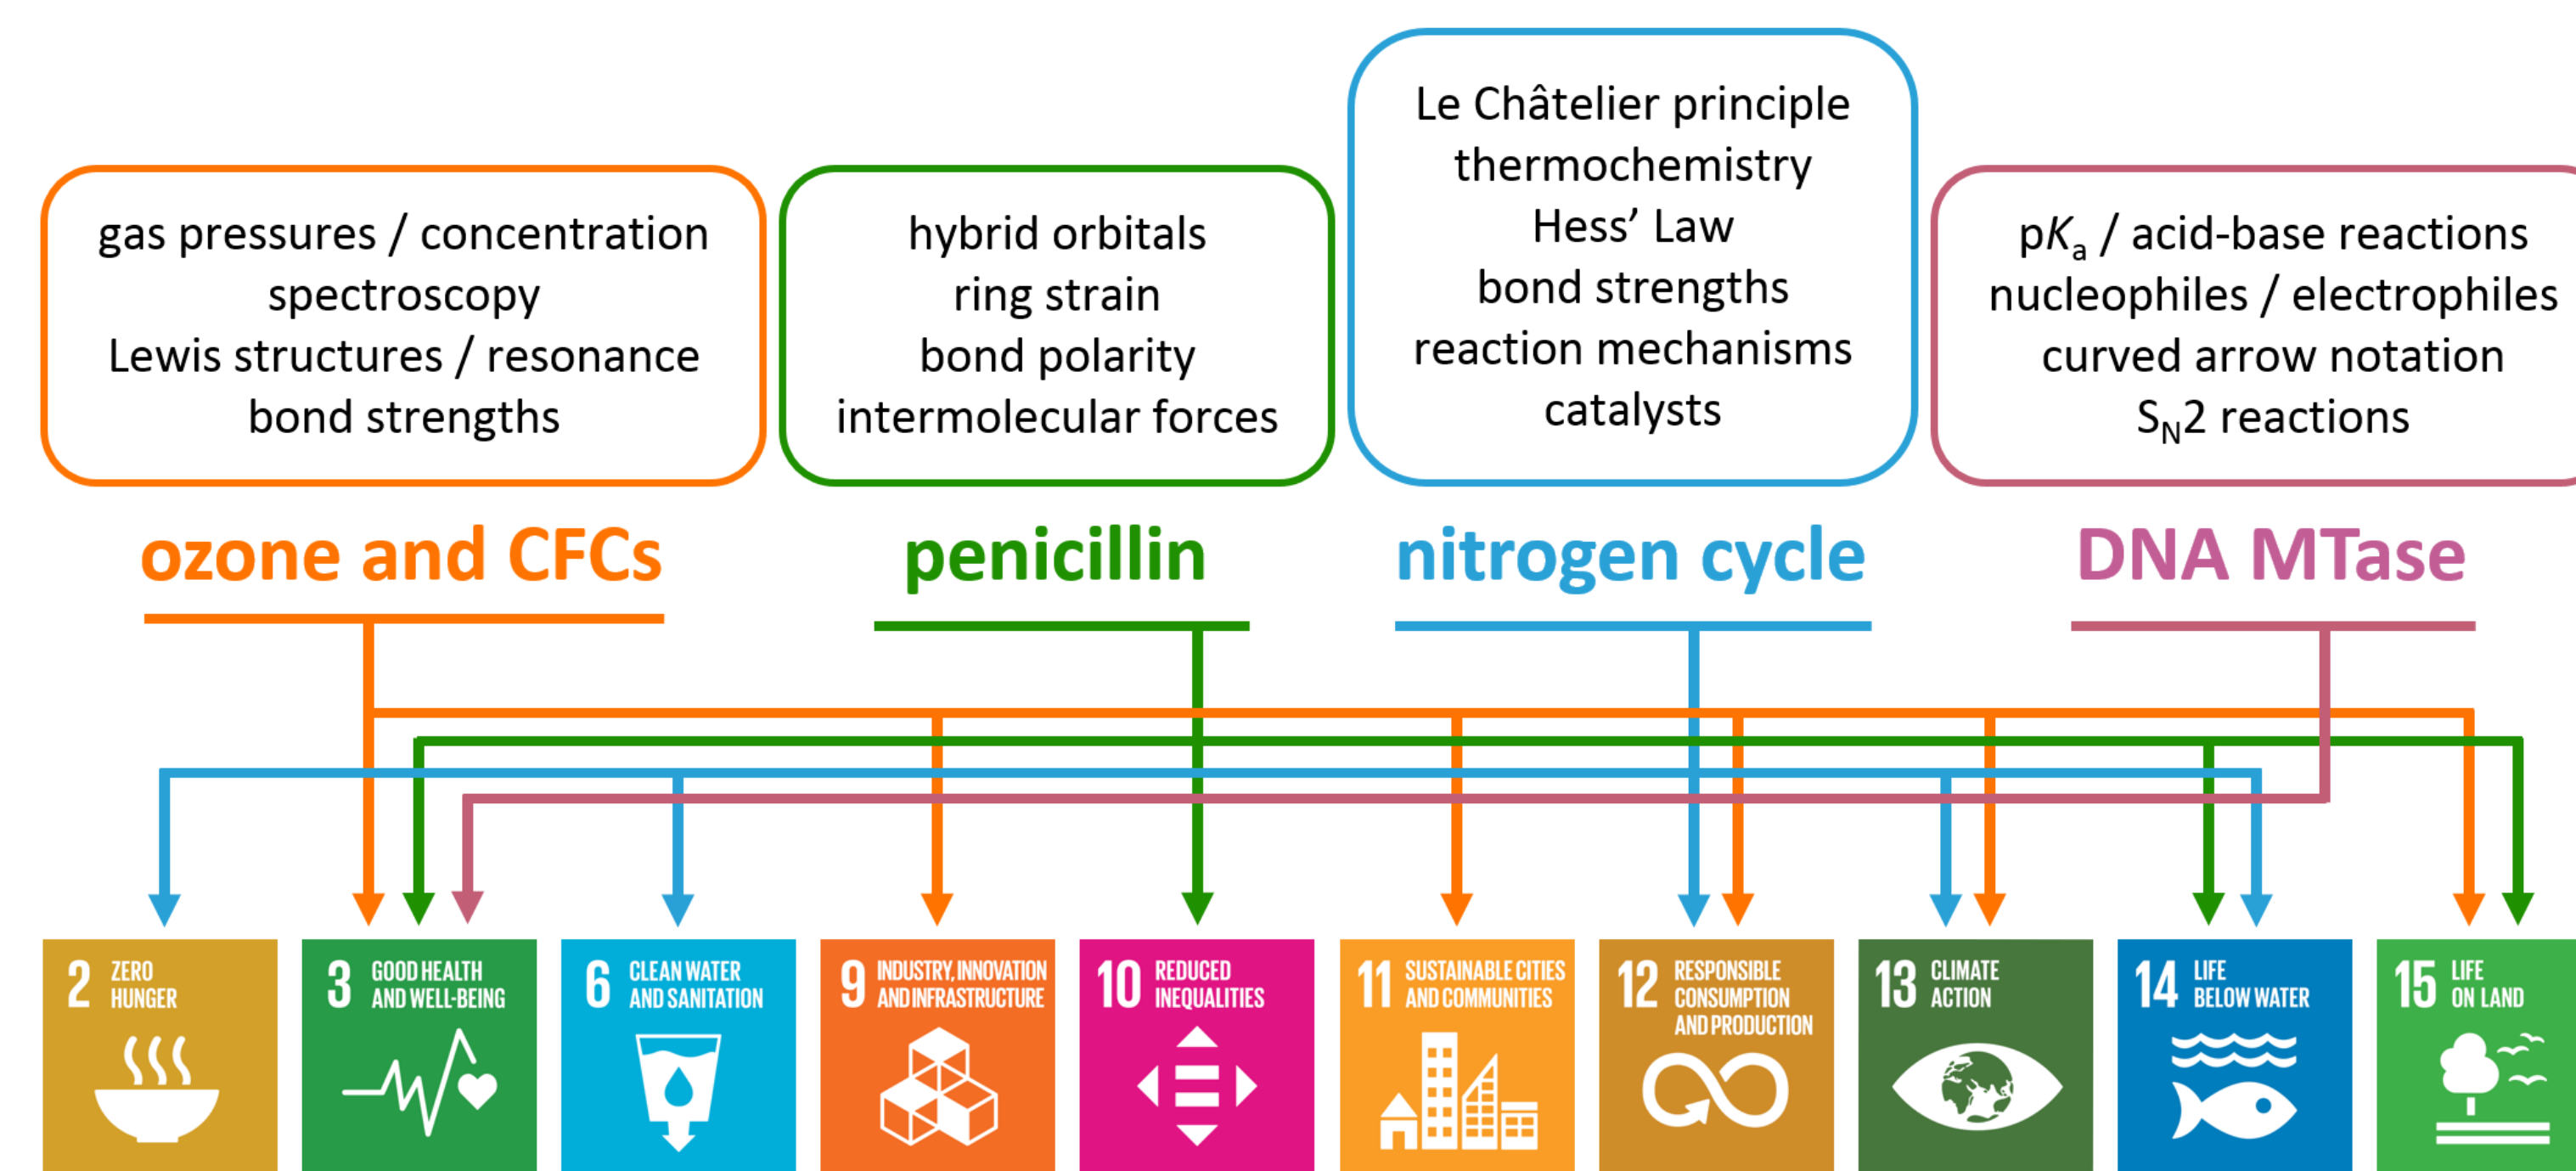 gas pressures / concentration
spectroscopy
Lewis structures / resonance
bond strengths
hybrid orbitals
ring strain
bond polarity
intermolecular forces
Le Châtelier principle
thermochemistry
Hess’ Law
bond strengths
reaction mechanisms
catalysts
pKa / acid-base reactions
nucleophiles / electrophiles
curved arrow notation
SN2 reactions
ozone and CFCs
penicillin
nitrogen cycle
DNA MTase
2 ZERO
HUNGER
3 GOOD HEALTH
AND WELL-BEING
6 CLEAN WATER
AND SANITATION
9 INDUSTRY, INNOVATION
AND INFRASTRUCTURE
10 REDUCED
INEQUALITIES
11 SUSTAINABLE CITIES
AND COMMUNITIES
12 RESPONSIBLE
CONSUMPTION
AND PRODUCTION
13 CLIMATE
ACTION
14 LIFE
BELOW WATER
15 LIFE
ON LAND